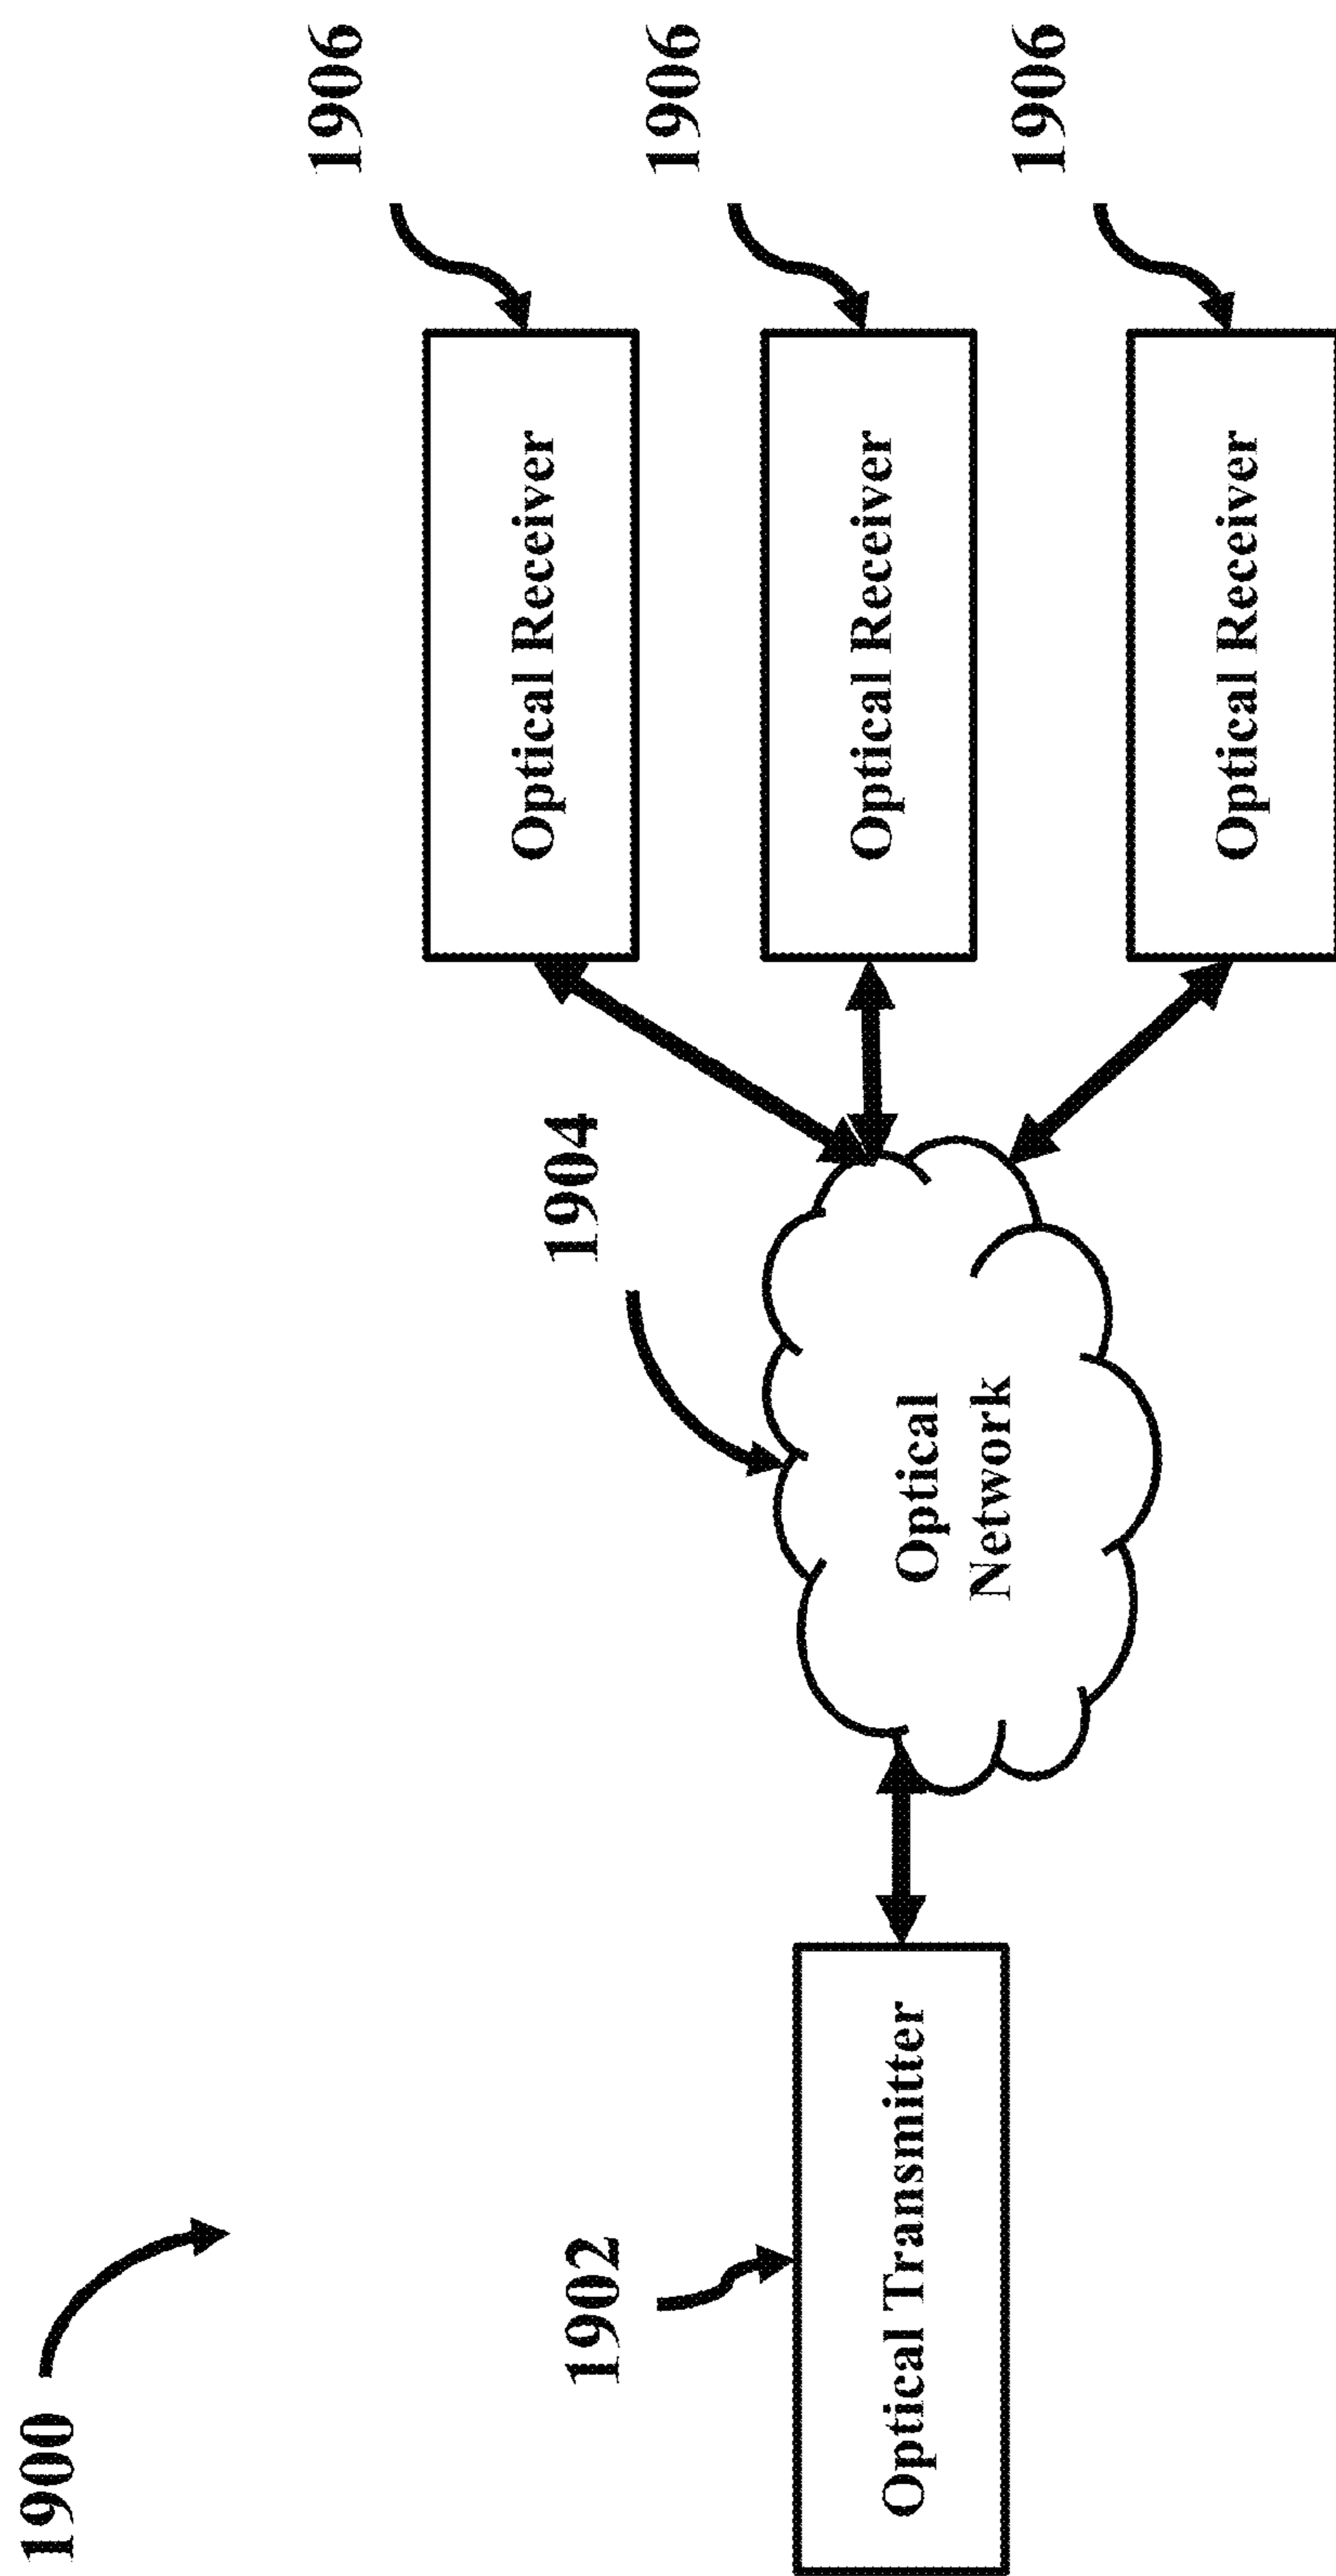 1900
1902
Optical Transmitter
1904
Optical
Network
1906
Optical Receiver
1906
Optical Receiver
1906
Optical Receiver